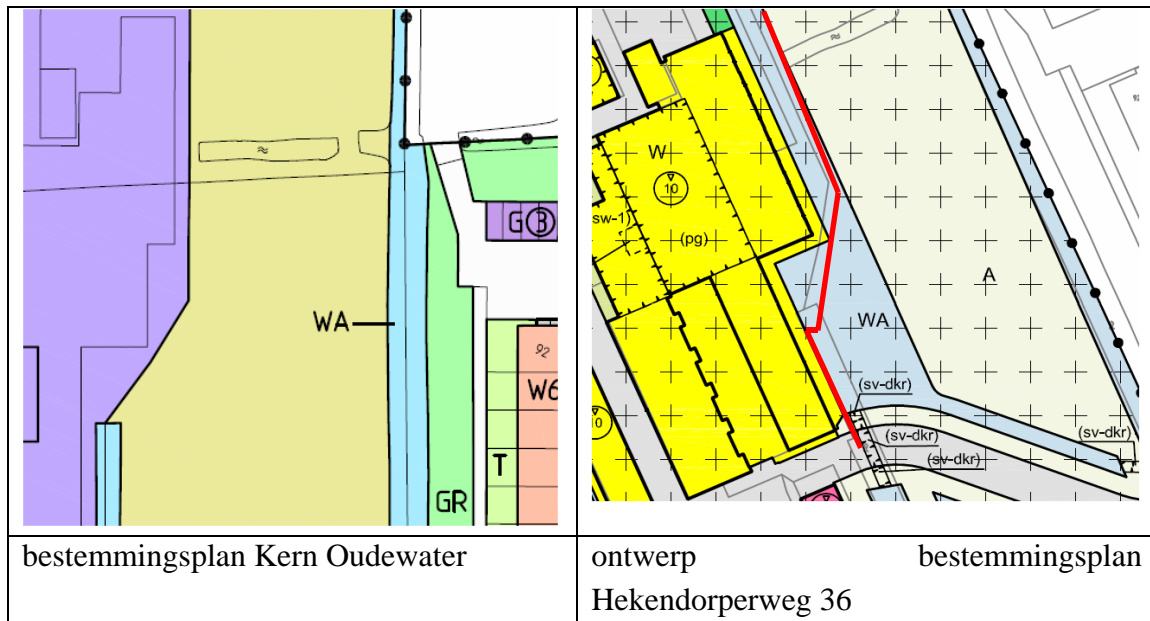 G3
WA
92
W6
T
GR
W
10
sw-1)
(pg)
A
WA
(sv-dkr)
(sv-dkr)
(sv-dkr)
(sv-dkr)
bestemmingsplan Kern Oudewater
ontwerp bestemmingsplan
Hekendorperweg 36